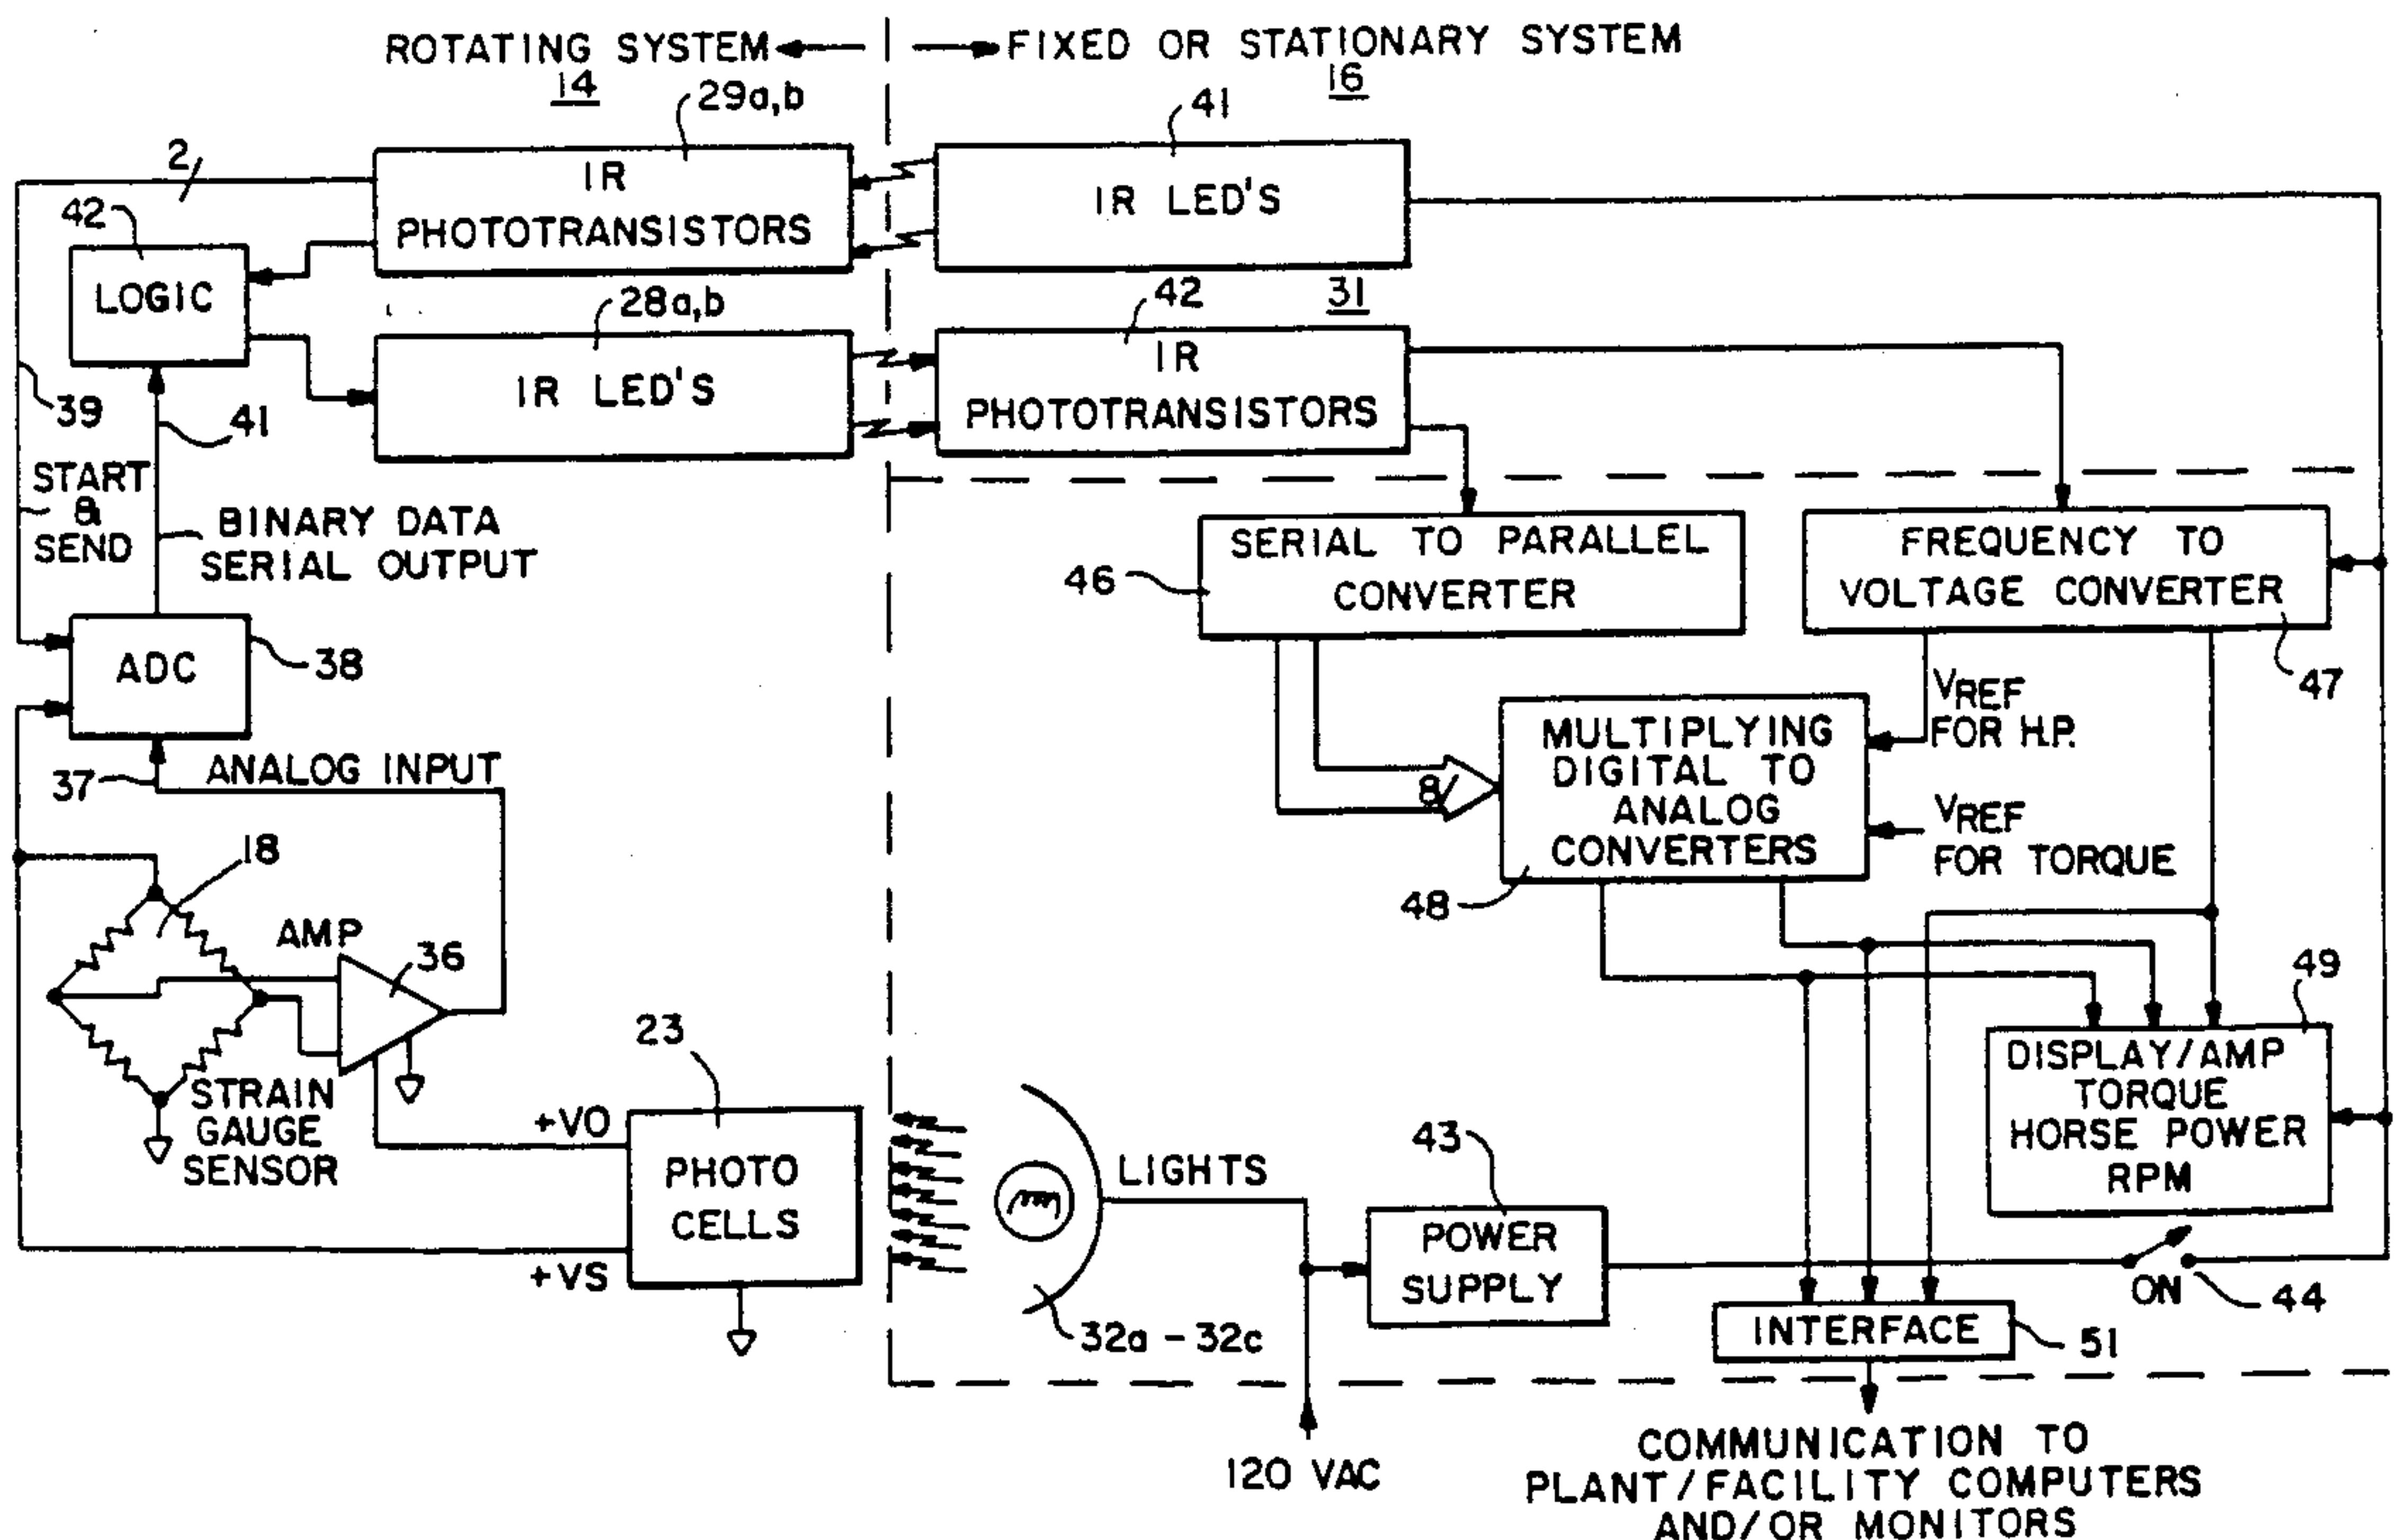 ROTATING SYSTEM
14
FIXED OR STATIONARY SYSTEM
16
29a,b
41
2
IR
PHOTOTRANSISTORS
IR LED'S
42
LOGIC
28a,b
42
31
IR LED'S
IR
PHOTOTRANSISTORS
39
41
START
&
SEND
BINARY DATA
SERIAL OUTPUT
SERIAL TO PARALLEL
CONVERTER
46
FREQUENCY TO
VOLTAGE CONVERTER
47
ADC
38
VREF
FOR H.P.
MULTIPLYING
DIGITAL TO
ANALOG
CONVERTERS
8
48
VREF
FOR TORQUE
37
ANALOG INPUT
18
AMP
36
STRAIN
GAUGE
SENSOR
49
DISPLAY/AMP
TORQUE
HORSE POWER
RPM
23
+VO
PHOTO
CELLS
+VS
LIGHTS
32a - 32c
43
POWER
SUPPLY
ON
44
INTERFACE
51
120 VAC
COMMUNICATION TO
PLANT/FACILITY COMPUTERS
AND/OR MONITORS